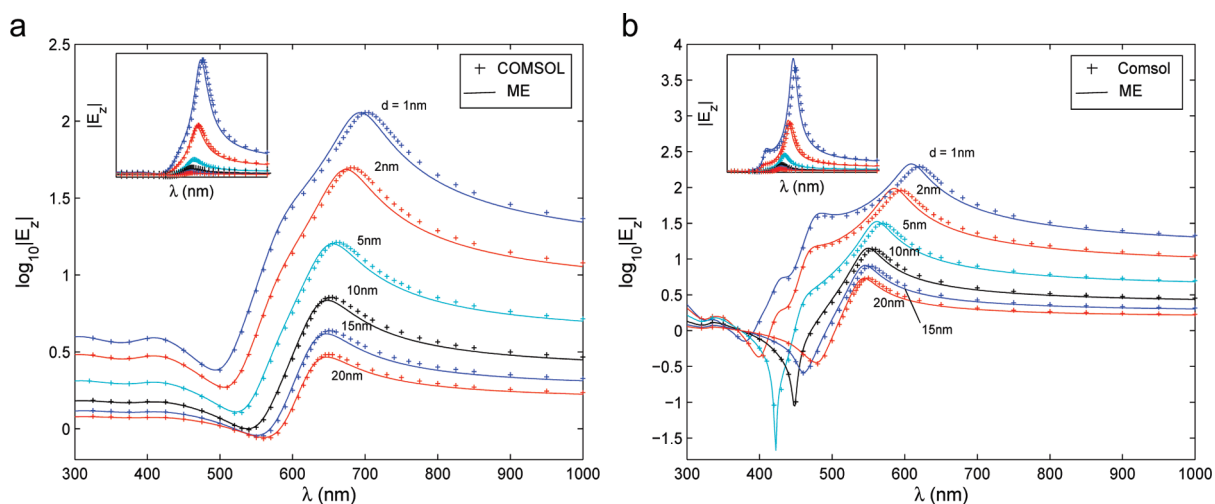 a
2.5
2
1.5
1
0.5
0
log10|Ez|
300 400 500 600 700 800 900 1000
λ (nm)
|Ez|
λ (nm)
COMSOL
ME
d = 1nm
2nm
5nm
10nm
15nm
20nm
b
4
3.5
3
2.5
2
1.5
1
0.5
0
−0.5
−1
−1.5
log10|Ez|
300 400 500 600 700 800 900 1000
λ (nm)
|Ez|
λ (nm)
Comsol
ME
d = 1nm
2nm
5nm
10nm
15nm
20nm